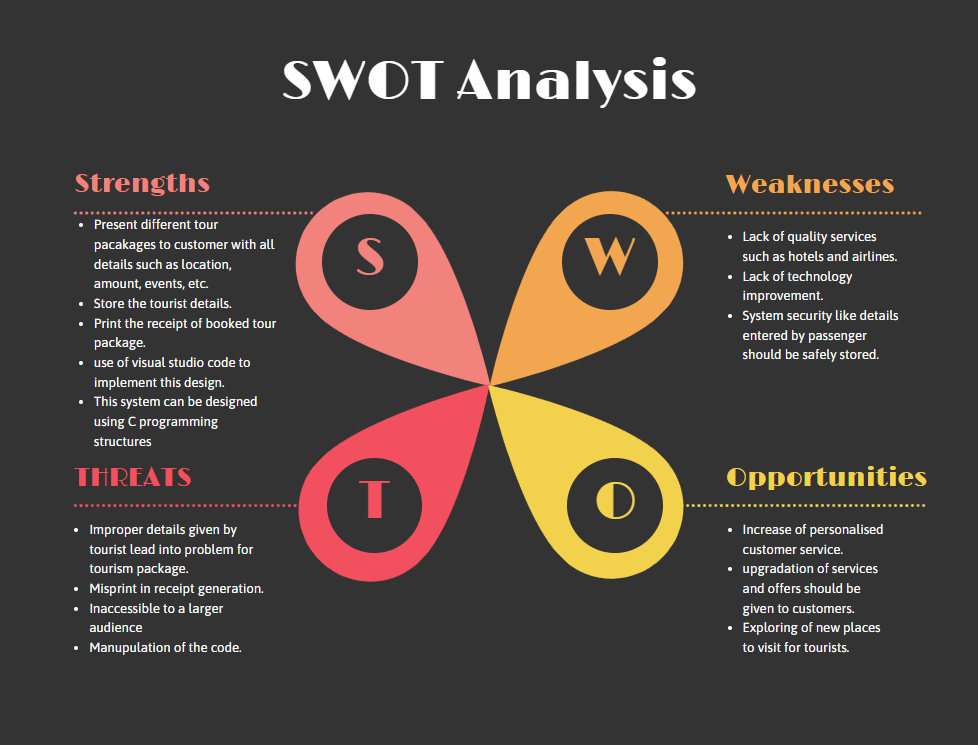 SWOT Analysis
Strengths
• Present different tour
pacakages to customer with all
details such as location,
amount, events, etc.
• Store the tourist details.
• Print the receipt of booked tour
package.
• use of visual studio code to
implement this design.
• This system can be designed
using C programming
structures
S
W
Weaknesses
• Lack of quality services
such as hotels and airlines.
• Lack of technology
improvement.
• System security like details
entered by passenger
should be safely stored.
THREATS
• Improper details given by
tourist lead into problem for
tourism package.
• Misprint in receipt generation.
• Inaccessible to a larger
audience
• Manupulation of the code.
T
O
Opportunities
• Increase of personalised
customer service.
• upgradation of services
and offers should be
given to customers.
• Exploring of new places
to visit for tourists.